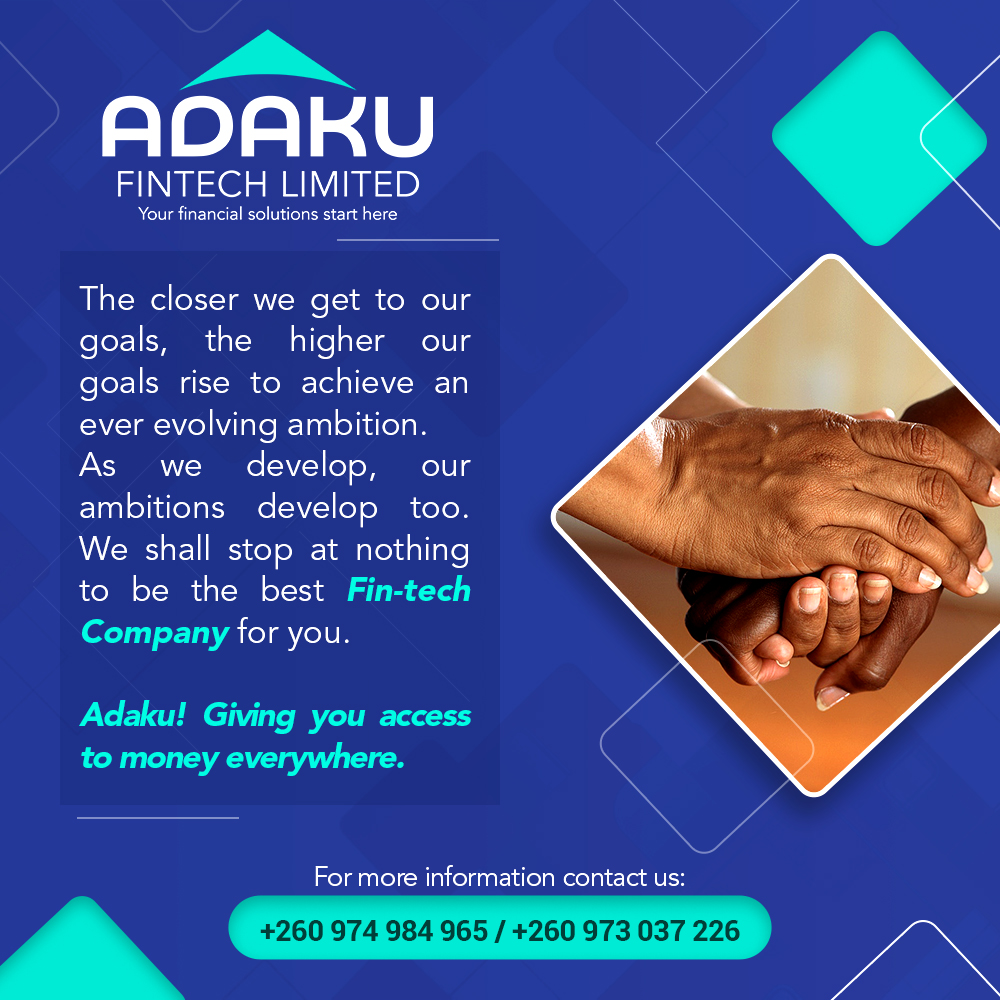 ADAKU
FINTECH LIMITED
Your financial solutions start here
The closer we get to our
goals, the higher our
goals rise to achieve an
ever evolving ambition.
As we develop, our
ambitions develop too.
We shall stop at nothing
to be the best Fin-tech
Company for you.
Adaku! Giving you access
to money everywhere.
For more information contact us:
+260 974 984 965 / +260 973 037 226